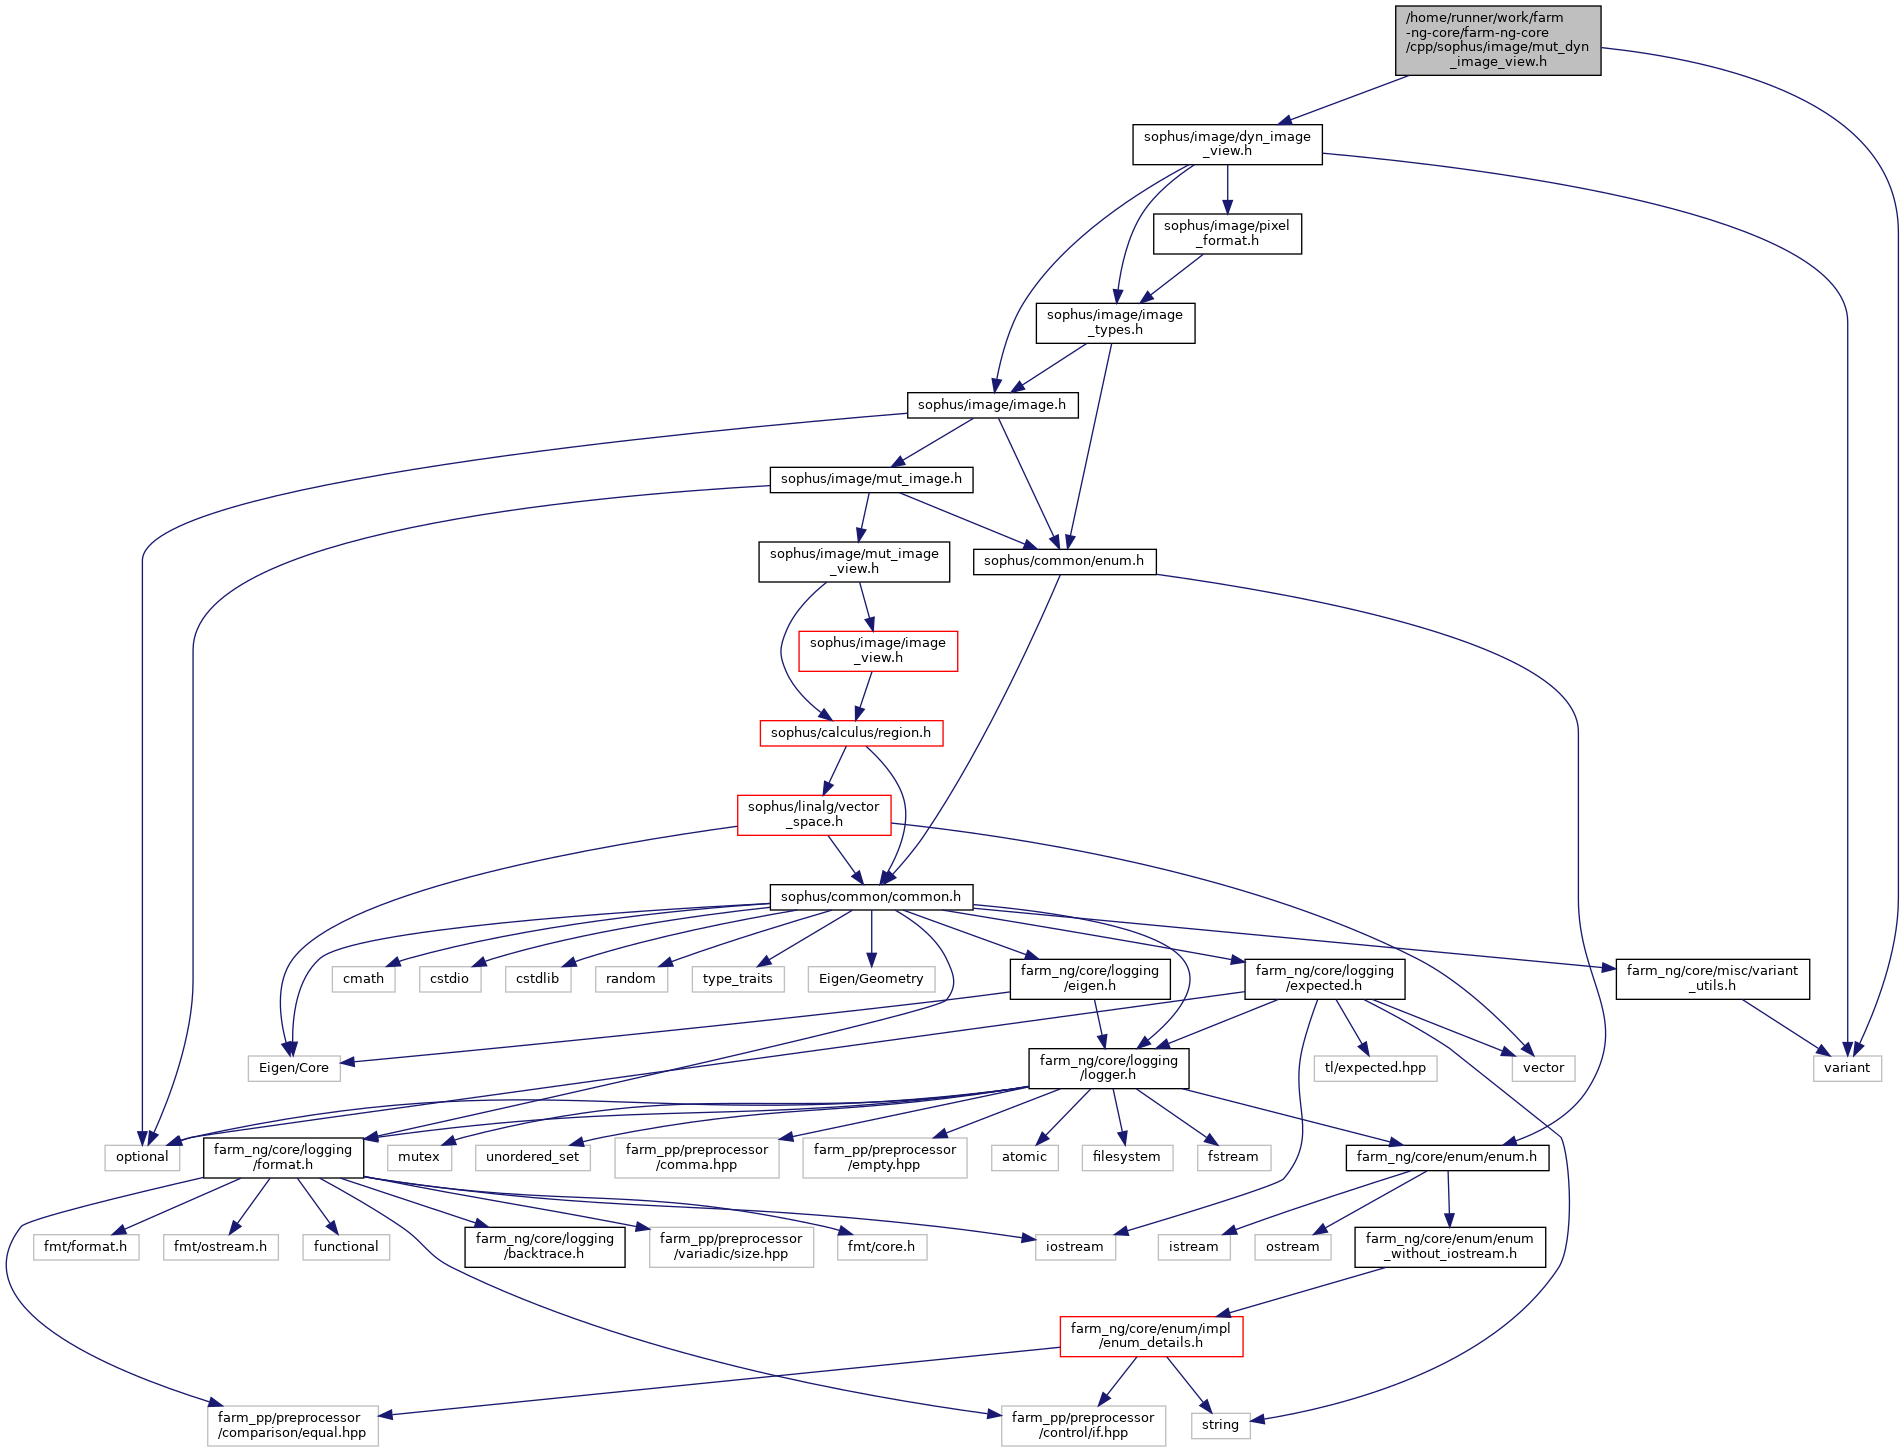 /home/runner/work/farm
-ng-core/farm-ng-core
/cpp/sophus/image/mut_dyn
_image_view.h
sophus/image/dyn_image
_view.h
sophus/image/pixel
_format.h
sophus/image/image
_types.h
sophus/image/image.h
sophus/image/mut_image.h
sophus/image/mut_image
_view.h
sophus/common/enum.h
sophus/image/image
_view.h
sophus/calculus/region.h
sophus/linalg/vector
_space.h
sophus/common/common.h
cmath
cstdio
cstdlib
random
type_traits
Eigen/Geometry
farm_ng/core/logging
/eigen.h
farm_ng/core/logging
/expected.h
farm_ng/core/misc/variant
_utils.h
Eigen/Core
farm_ng/core/logging
/logger.h
tl/expected.hpp
vector
variant
optional
farm_ng/core/logging
/format.h
mutex
unordered_set
farm_pp/preprocessor
/comma.hpp
farm_pp/preprocessor
/empty.hpp
atomic
filesystem
fstream
farm_ng/core/enum/enum.h
fmt/format.h
fmt/ostream.h
functional
farm_ng/core/logging
/backtrace.h
farm_pp/preprocessor
/variadic/size.hpp
fmt/core.h
iostream
istream
ostream
farm_ng/core/enum/enum
_without_iostream.h
farm_ng/core/enum/impl
/enum_details.h
farm_pp/preprocessor
/comparison/equal.hpp
farm_pp/preprocessor
/control/if.hpp
string